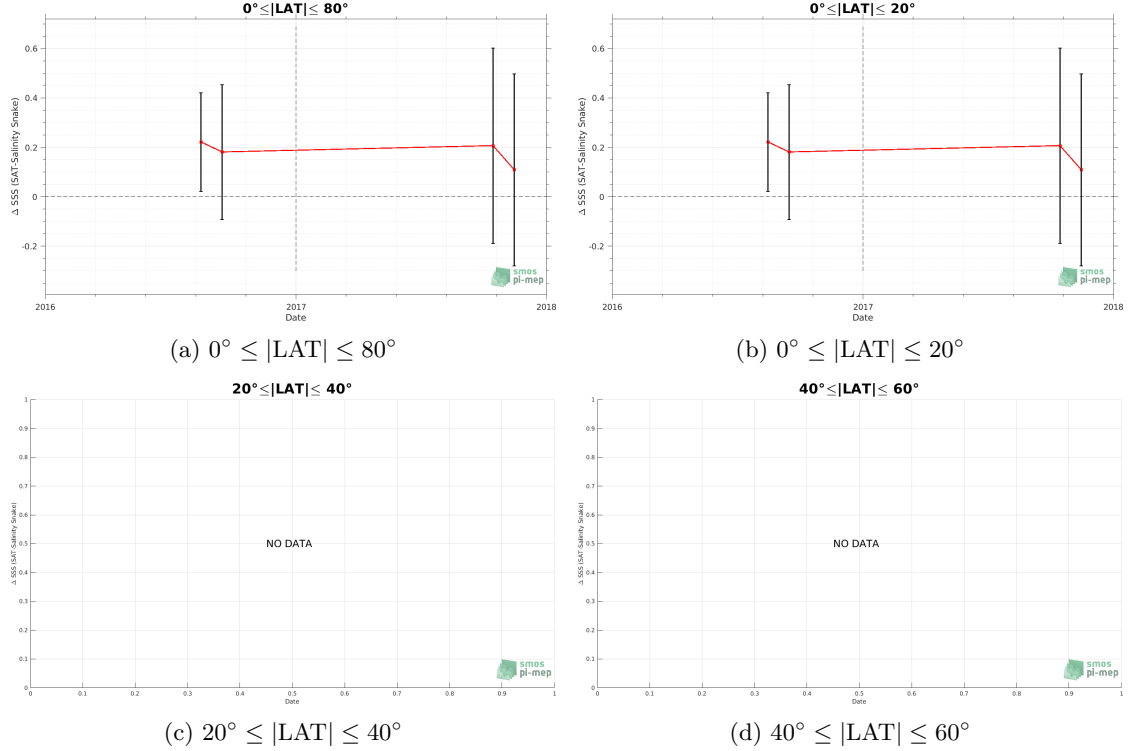 0°≤|LAT|≤ 80°
Δ SSS (SAT-Salinity Snake)
0.6
0.4
0.2
0
-0.2
smos
pi-mep
2016
2017
2018
Date
(a) 0° ≤ |LAT| ≤ 80°
0°≤|LAT|≤ 20°
Δ SSS (SAT-Salinity Snake)
0.6
0.4
0.2
0
-0.2
smos
pi-mep
2016
2017
2018
Date
(b) 0° ≤ |LAT| ≤ 20°
20°≤|LAT|≤ 40°
Δ SSS (SAT-Salinity Snake)
1
0.9
0.8
0.7
0.6
0.5
0.4
0.3
0.2
0.1
0
NO DATA
smos
pi-mep
0 0.1 0.2 0.3 0.4 0.5 0.6 0.7 0.8 0.9 1
Date
(c) 20° ≤ |LAT| ≤ 40°
40°≤|LAT|≤ 60°
Δ SSS (SAT-Salinity Snake)
1
0.9
0.8
0.7
0.6
0.5
0.4
0.3
0.2
0.1
0
NO DATA
smos
pi-mep
0 0.1 0.2 0.3 0.4 0.5 0.6 0.7 0.8 0.9 1
Date
(d) 40° ≤ |LAT| ≤ 60°